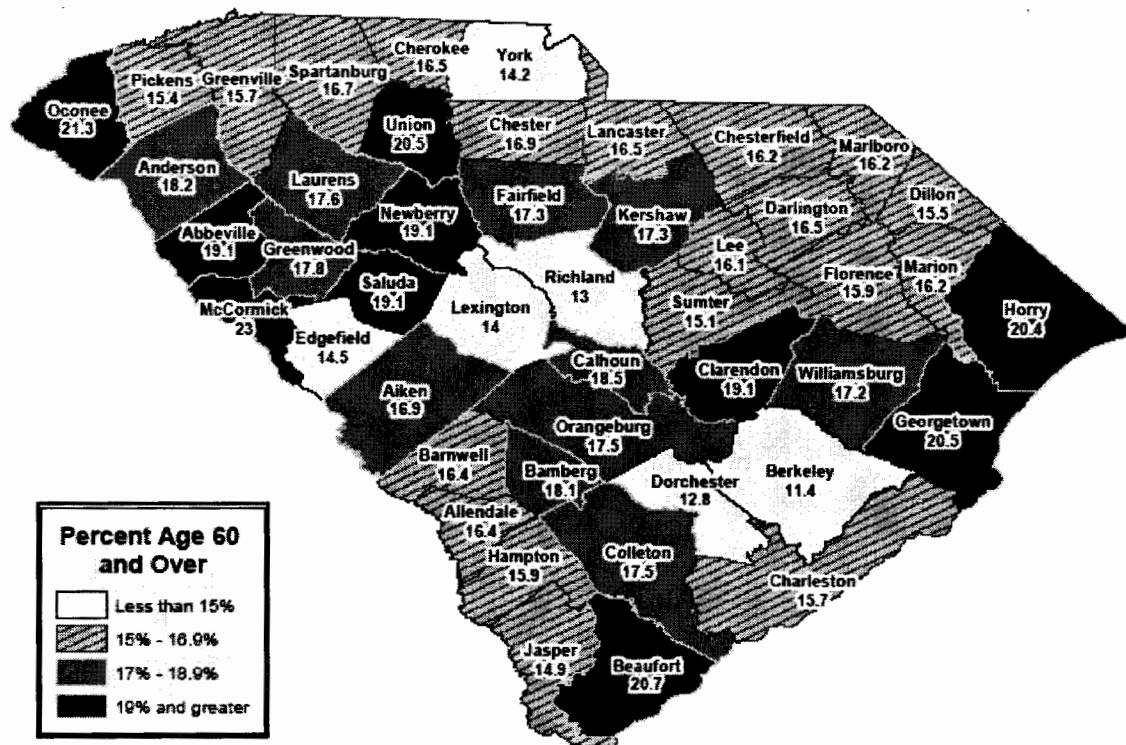 Cherokee
16.5
York
14.2
Pickens
15.4
Greenville
15.7
Spartanburg
16.7
Oconee
21.3
Union
20.5
Chester
16.9
Lancaster
16.5
Chesterfield
16.2
Marlboro
16.2
Anderson
18.2
Laurens
17.6
Fairfield
17.3
Kershaw
17.3
Darlington
16.5
Dillon
15.5
Abbeville
19.1
Greenwood
17.8
Newberry
19.1
Lee
16.1
Florence
15.9
Marion
16.2
Saluda
19.1
Richland
13
Sumter
15.1
Horry
20.4
McCormick
23
Edgefield
14.5
Lexington
14
Calhoun
18.5
Clarendon
19.1
Williamsburg
17.2
Aiken
16.9
Orangeburg
17.5
Georgetown
20.5
Barnwell
16.4
Bamberg
18.1
Dorchester
12.8
Berkeley
11.4
Allendale
16.4
Hampton
15.9
Colleton
17.5
Charleston
15.7
Jasper
14.9
Beaufort
20.7
Percent Age 60
and Over
Less than 15%
15% - 16.9%
17% - 18.9%
19% and greater